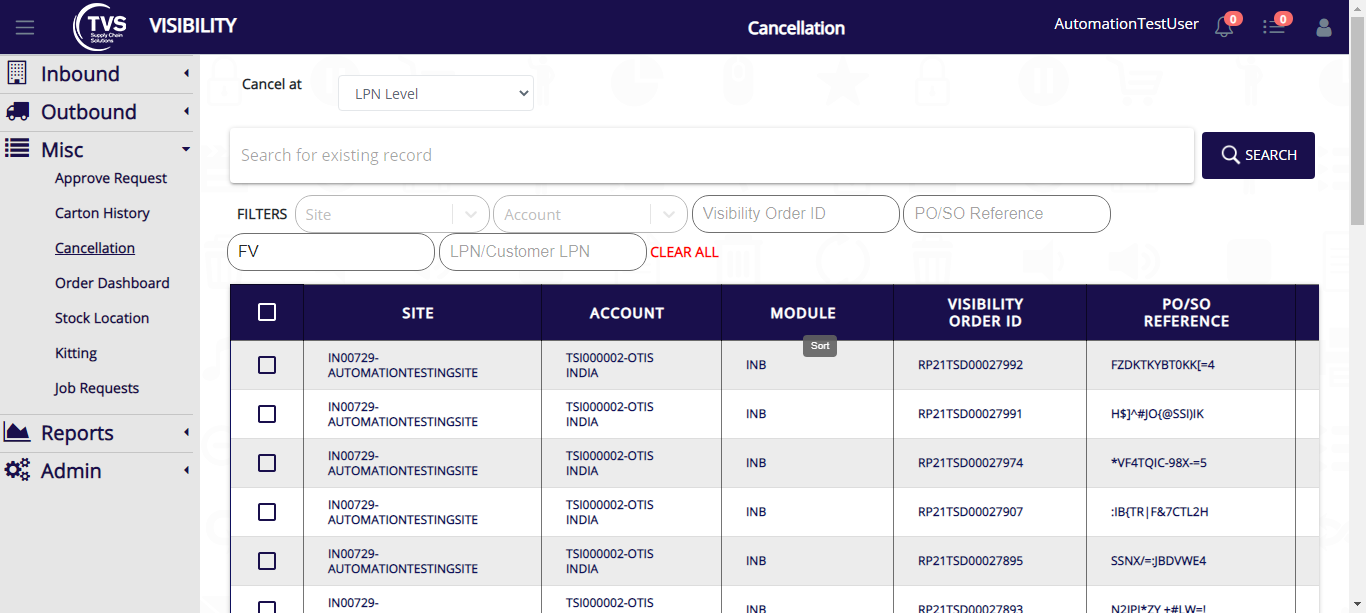 TVS
Supply Chain
Solutions
VISIBILITY
Cancellation
AutomationTestUser
0
0
Inbound
Outbound
Misc
Approve Request
Carton History
Cancellation
Order Dashboard
Stock Location
Kitting
Job Requests
Reports
Admin
Cancel at
LPN Level
Search for existing record
SEARCH
FILTERS Site Account Visibility Order ID PO/SO Reference
FV LPN/Customer LPN CLEAR ALL
SITE ACCOUNT MODULE VISIBILITY ORDER ID PO/SO REFERENCE
Sort
IN00729-AUTOMATIONTESTINGSITE TSI000002-OTIS INDIA INB RP21TSD00027992 FZDKTKYBT0KK[=4
IN00729-AUTOMATIONTESTINGSITE TSI000002-OTIS INDIA INB RP21TSD00027991 H$]^#JO{@SSI)IK
IN00729-AUTOMATIONTESTINGSITE TSI000002-OTIS INDIA INB RP21TSD00027974 *VF4TQIC-98X-=5
IN00729-AUTOMATIONTESTINGSITE TSI000002-OTIS INDIA INB RP21TSD00027907 :IB{TR|F&7CTL2H
IN00729-AUTOMATIONTESTINGSITE TSI000002-OTIS INDIA INB RP21TSD00027895 SSNX/=:JBDVWE4
IN00729- TSI000002-OTIS INB RP21TSD00027893